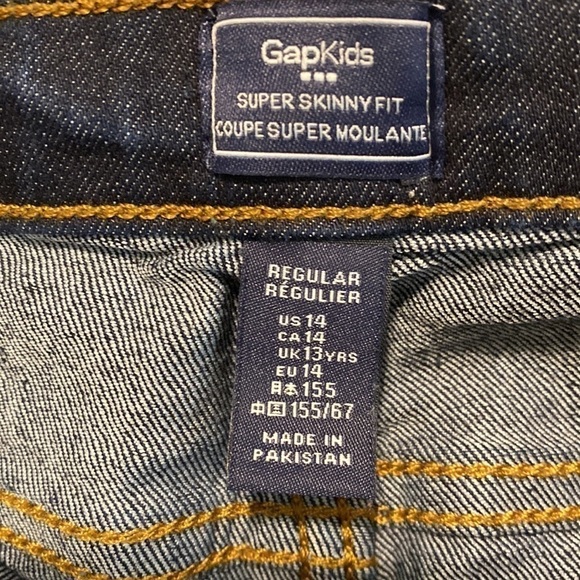 GapKids
SUPER SKINNY FIT
COUPE SUPER MOULANTE
REGULAR
RÉGULIER
US 14
CA 14
UK 13 YRS
EU 14
日本 155
中国 155/67
MADE IN
PAKISTAN